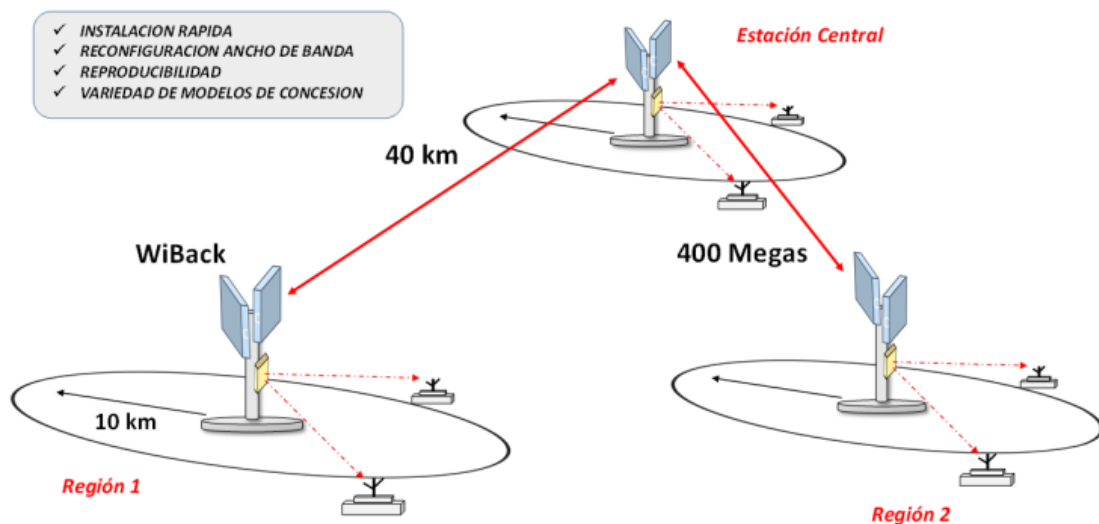 ✓ INSTALACION RAPIDA
✓ RECONFIGURACION ANCHO DE BANDA
✓ REPRODUCIBILIDAD
✓ VARIEDAD DE MODELOS DE CONCESION
Estación Central
40 km
WiBack
400 Megas
10 km
Región 1
Región 2